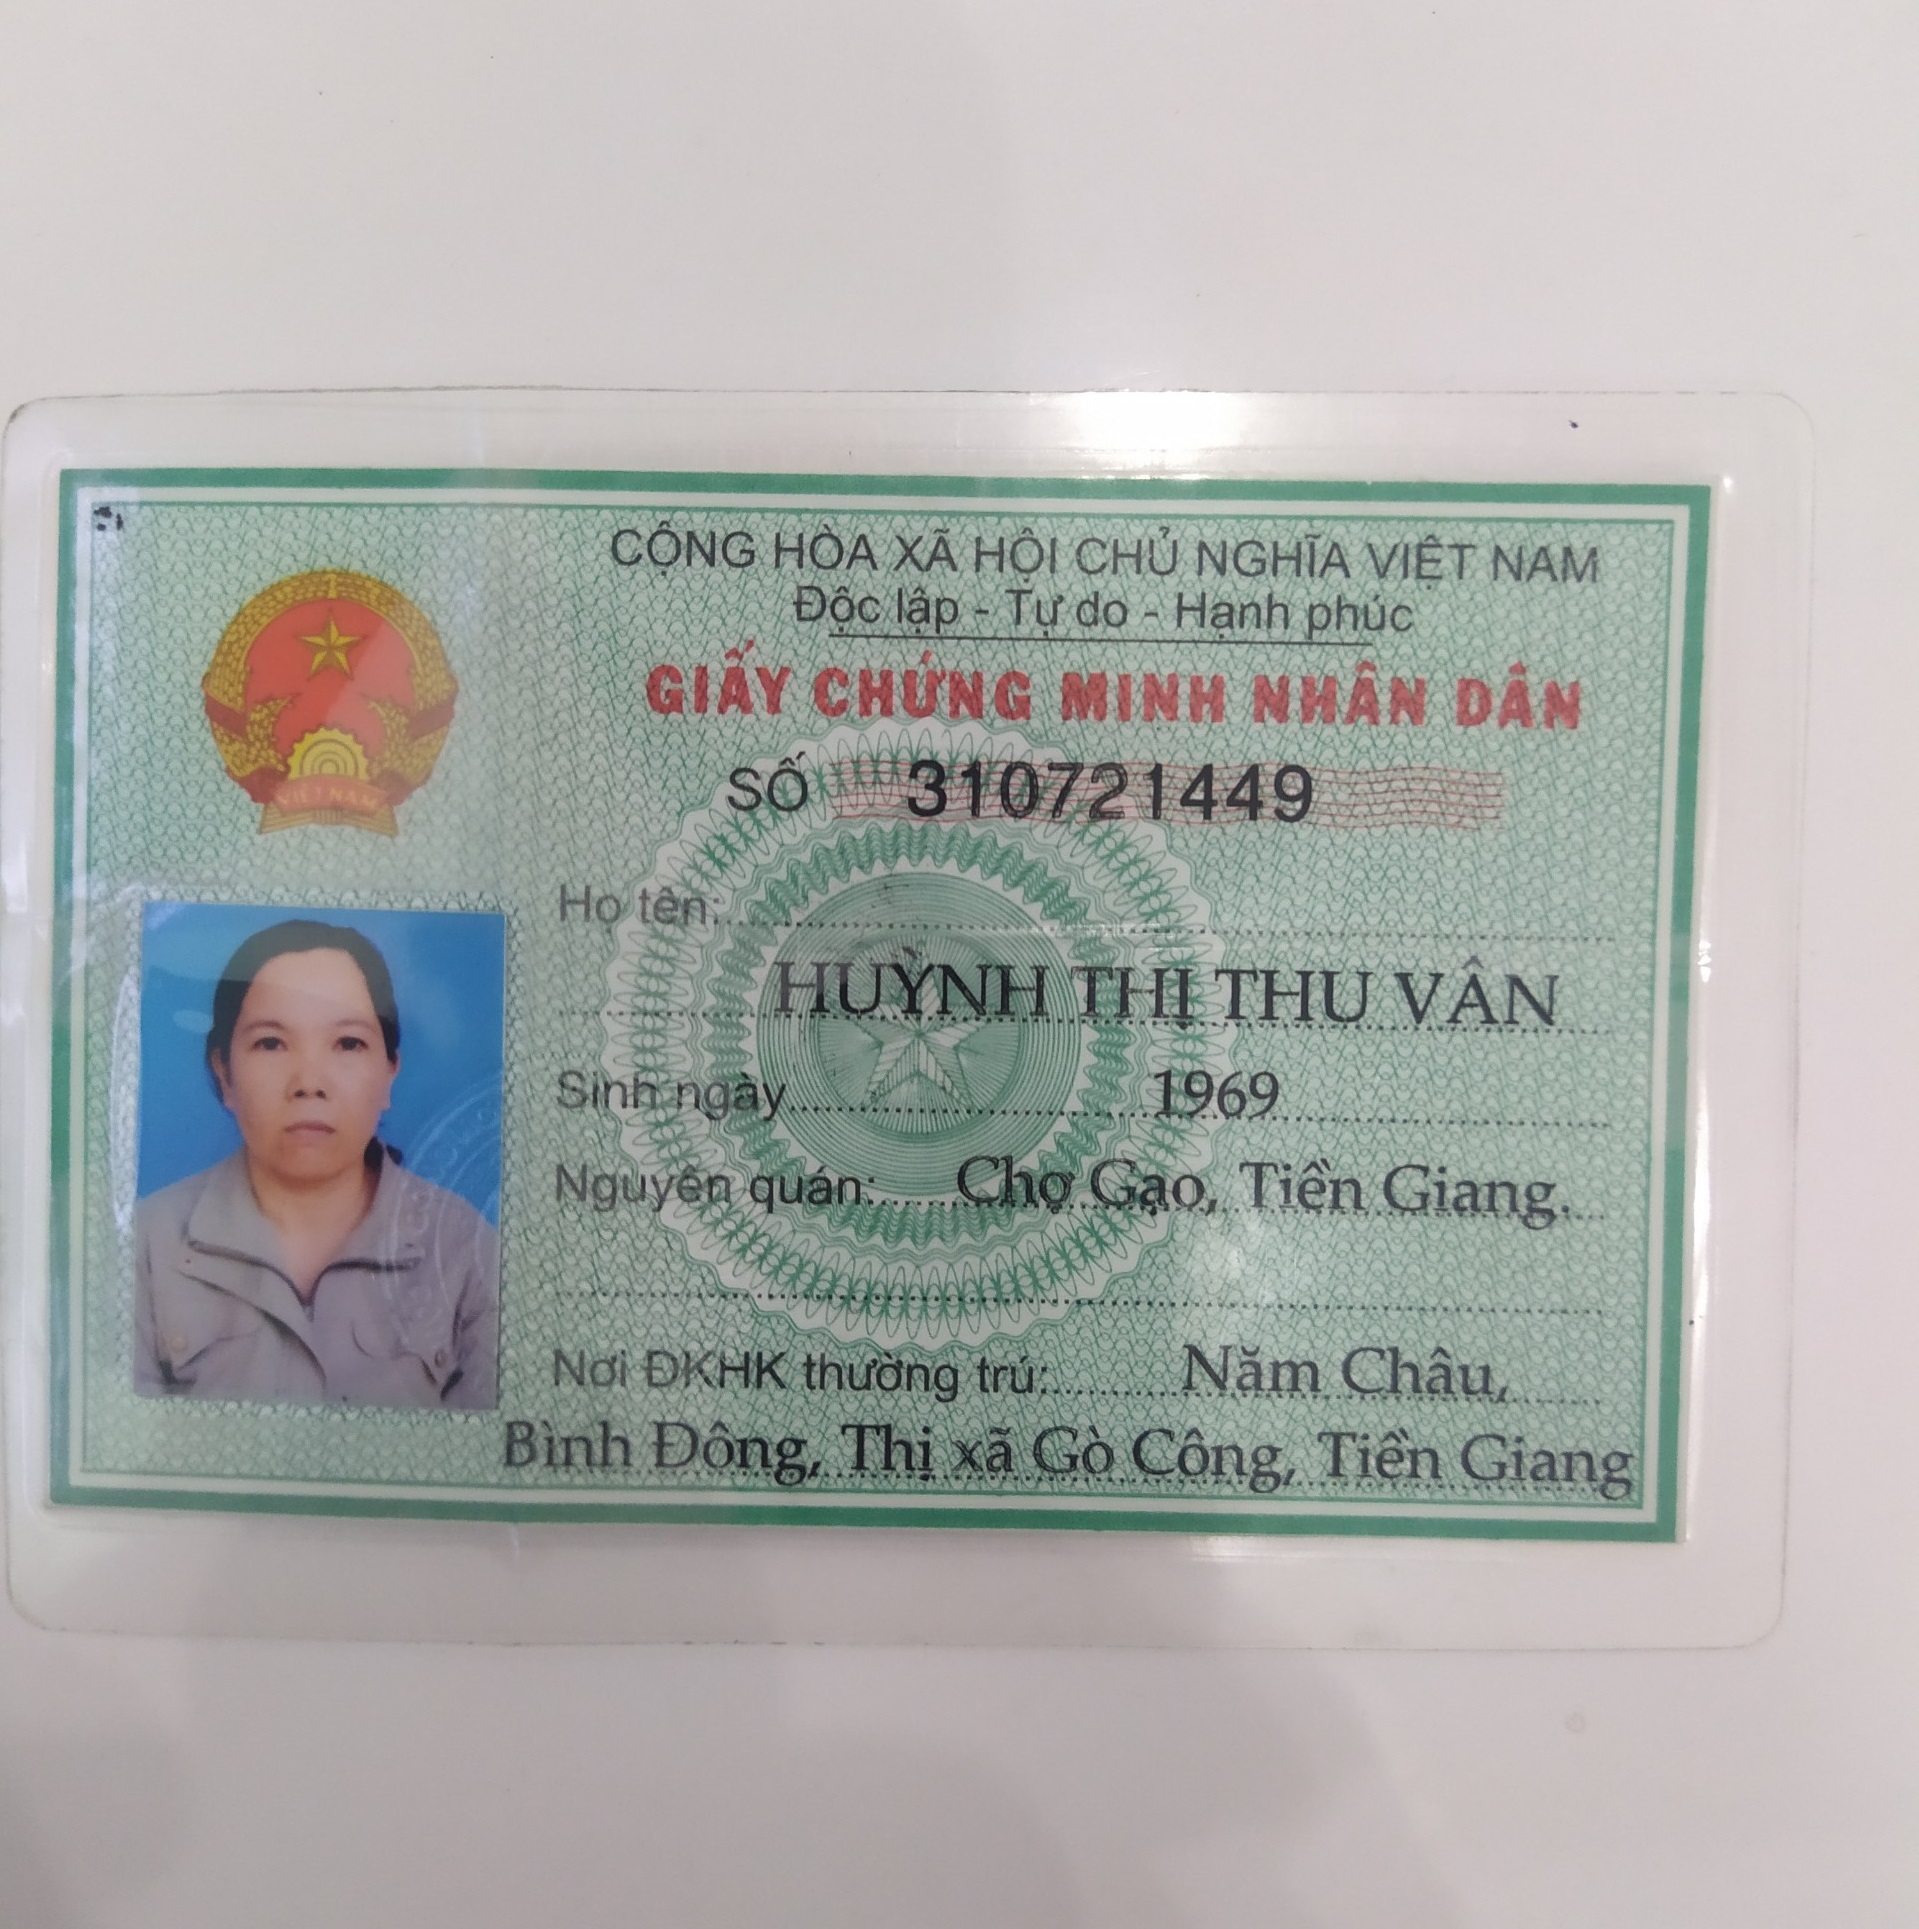 CỘNG HÒA XÃ HỘI CHỦ NGHĨA VIỆT NAM
Độc lập - Tự do - Hạnh phúc
GIẤY CHỨNG MINH NHÂN DÂN
SỐ 310721449
VIỆT NAM
Họ tên:
HUỲNH THỊ THU VÂN
Sinh ngày 1969
Nguyên quán: Chợ Gạo, Tiền Giang.
Nơi ĐKHK thường trú: Năm Châu,
Bình Đông, Thị xã Gò Công, Tiền Giang